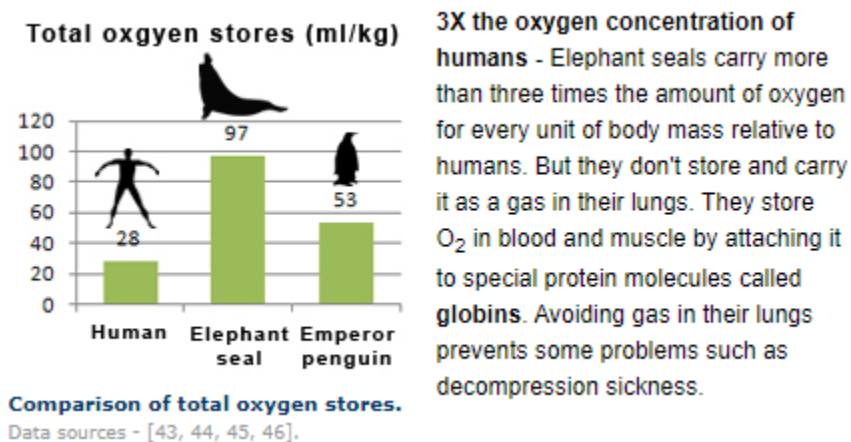 Total oxgyen stores (ml/kg)
120
100
80
60
40
20
0
28
97
53
Human
Elephant seal
Emperor penguin
Comparison of total oxygen stores.
Data sources - [43, 44, 45, 46].
3X the oxygen concentration of
humans - Elephant seals carry more
than three times the amount of oxygen
for every unit of body mass relative to
humans. But they don't store and carry
it as a gas in their lungs. They store
O₂ in blood and muscle by attaching it
to special protein molecules called
globins. Avoiding gas in their lungs
prevents some problems such as
decompression sickness.